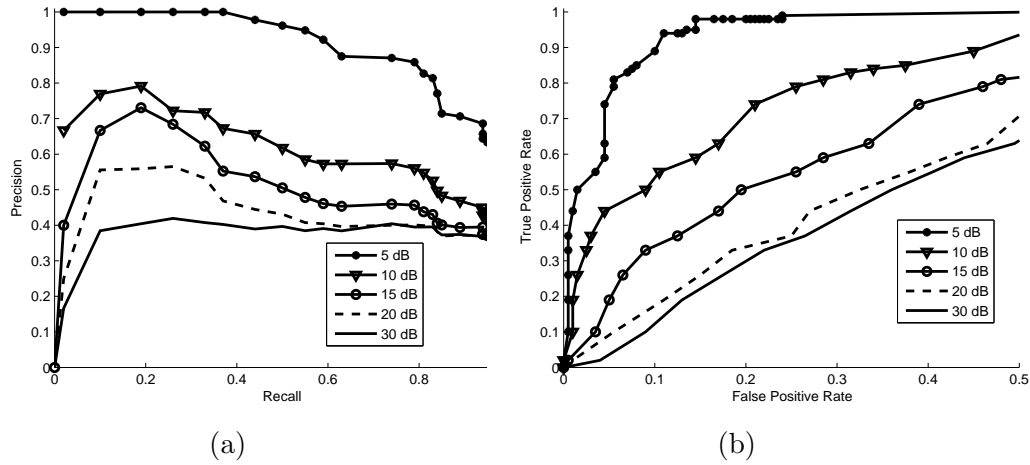 1
0.9
0.8
0.7
0.6
0.5
0.4
0.3
0.2
0.1
0
Precision
0 0.2 0.4 0.6 0.8
Recall
5 dB
10 dB
15 dB
20 dB
30 dB
(a)
1
0.9
0.8
0.7
0.6
0.5
0.4
0.3
0.2
0.1
0
True Positive Rate
0 0.1 0.2 0.3 0.4 0.5
False Positive Rate
5 dB
10 dB
15 dB
20 dB
30 dB
(b)